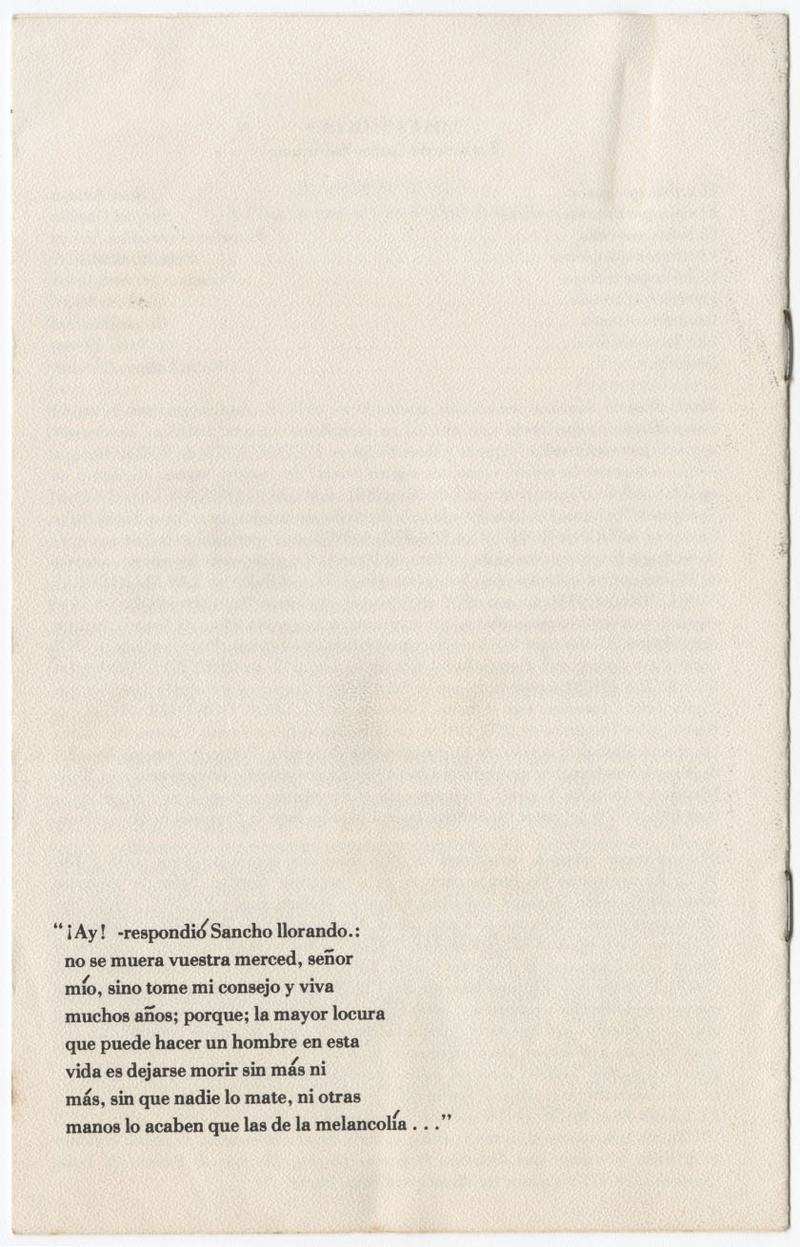 “¡Ay! -respondió Sancho llorando.:
no se muera vuestra merced, señor
mío, sino tome mi consejo y viva
muchos años; porque; la mayor locura
que puede hacer un hombre en esta
vida es dejarse morir sin más ni
más, sin que nadie lo mate, ni otras
manos lo acaben que las de la melancolía . . .”